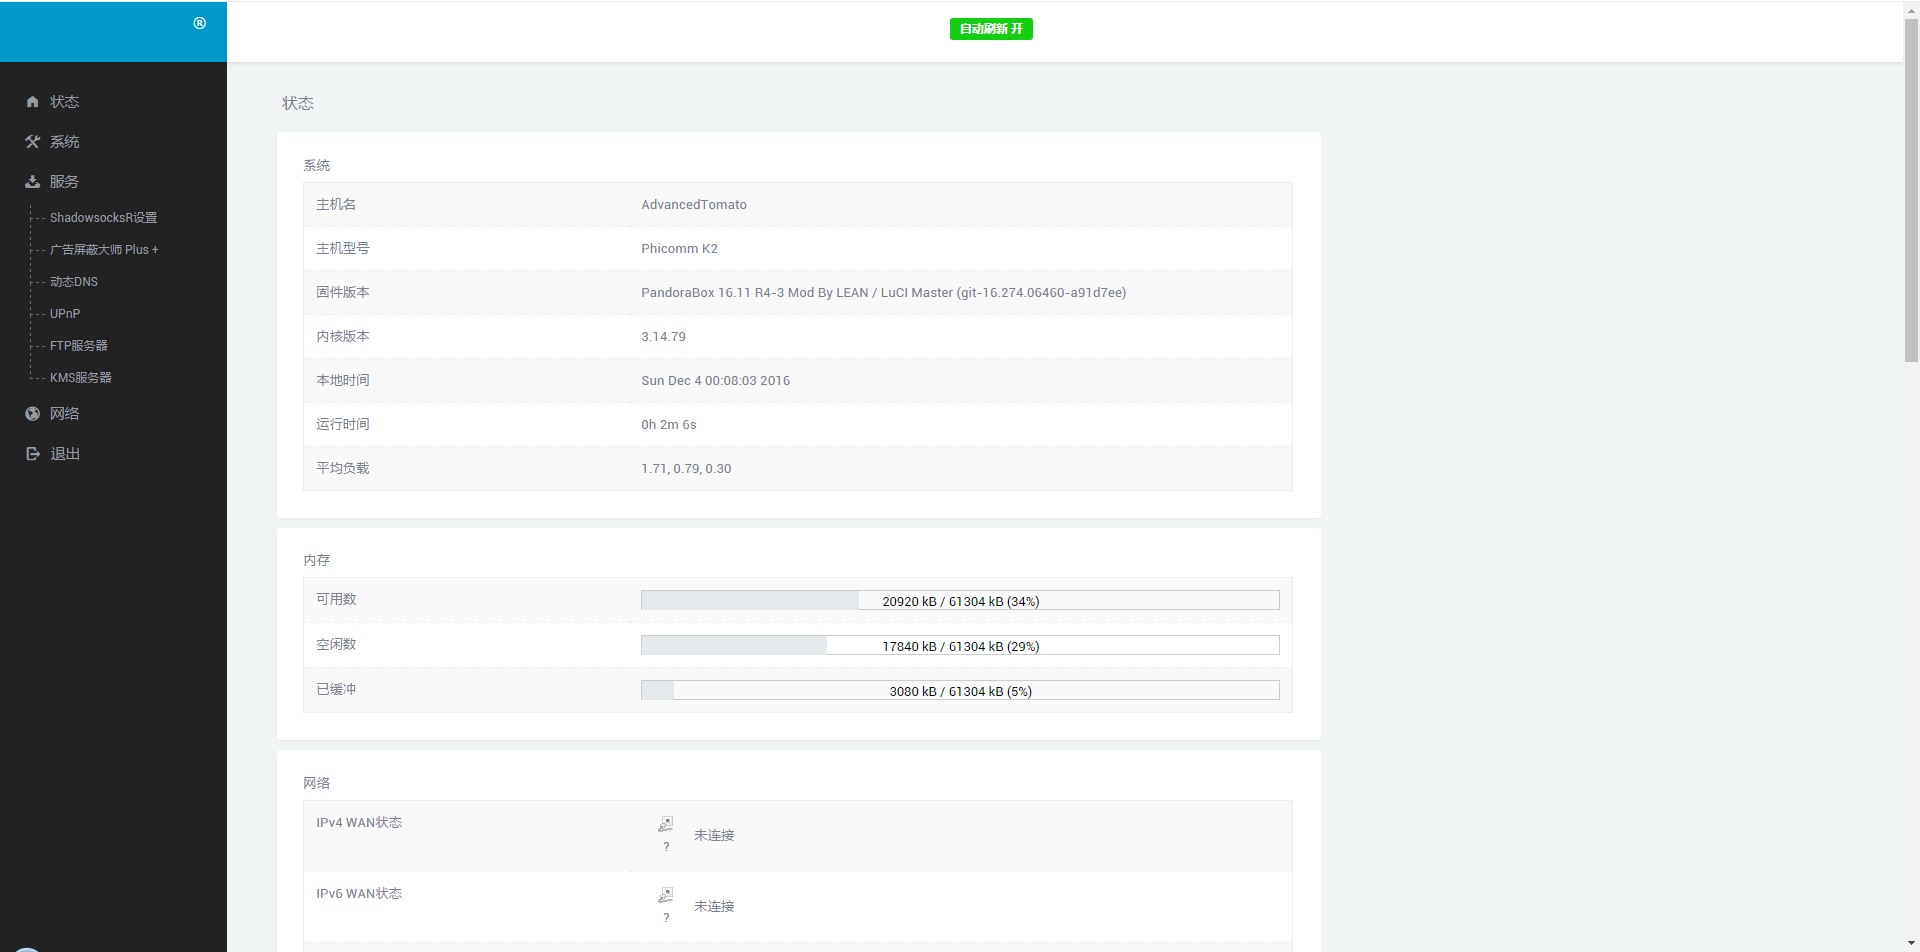 ®
自动刷新 开
状态
系统
服务
ShadowsocksR设置
广告屏蔽大师 Plus +
动态DNS
UPnP
FTP服务器
KMS服务器
网络
退出
状态
系统
主机名 AdvancedTomato
主机型号 Phicomm K2
固件版本 PandoraBox 16.11 R4-3 Mod By LEAN / LuCI Master (git-16.274.06460-a91d7ee)
内核版本 3.14.79
本地时间 Sun Dec 4 00:08:03 2016
运行时间 0h 2m 6s
平均负载 1.71, 0.79, 0.30
内存
可用数 20920 kB / 61304 kB (34%)
空闲数 17840 kB / 61304 kB (29%)
已缓冲 3080 kB / 61304 kB (5%)
网络
IPv4 WAN状态 ? 未连接
IPv6 WAN状态 ? 未连接